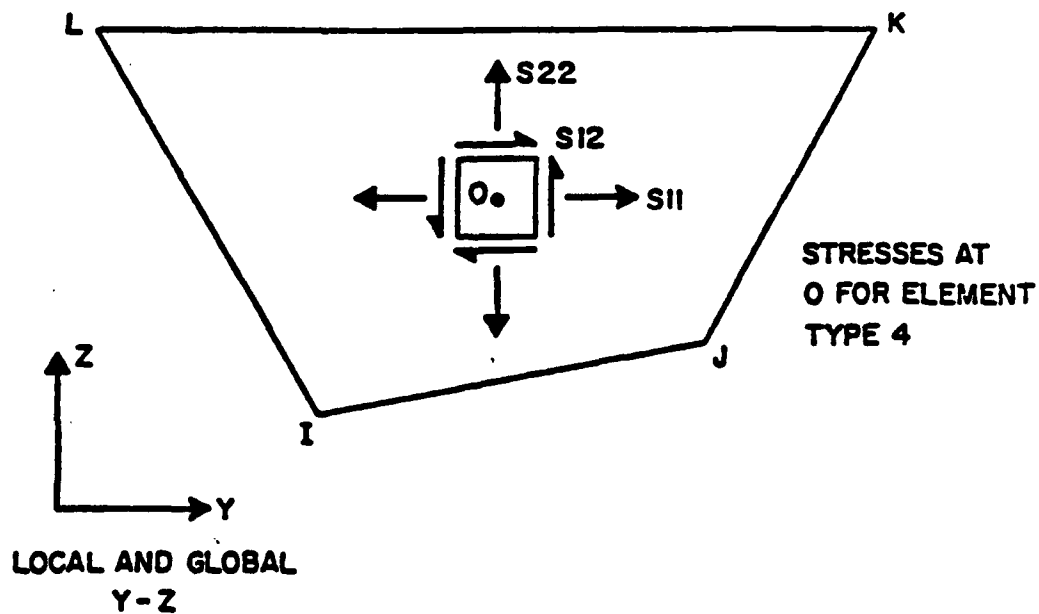 L
K
S22
S12
O
S11
STRESSES AT
O FOR ELEMENT
TYPE 4
Z
J
I
Y
LOCAL AND GLOBAL
Y-Z